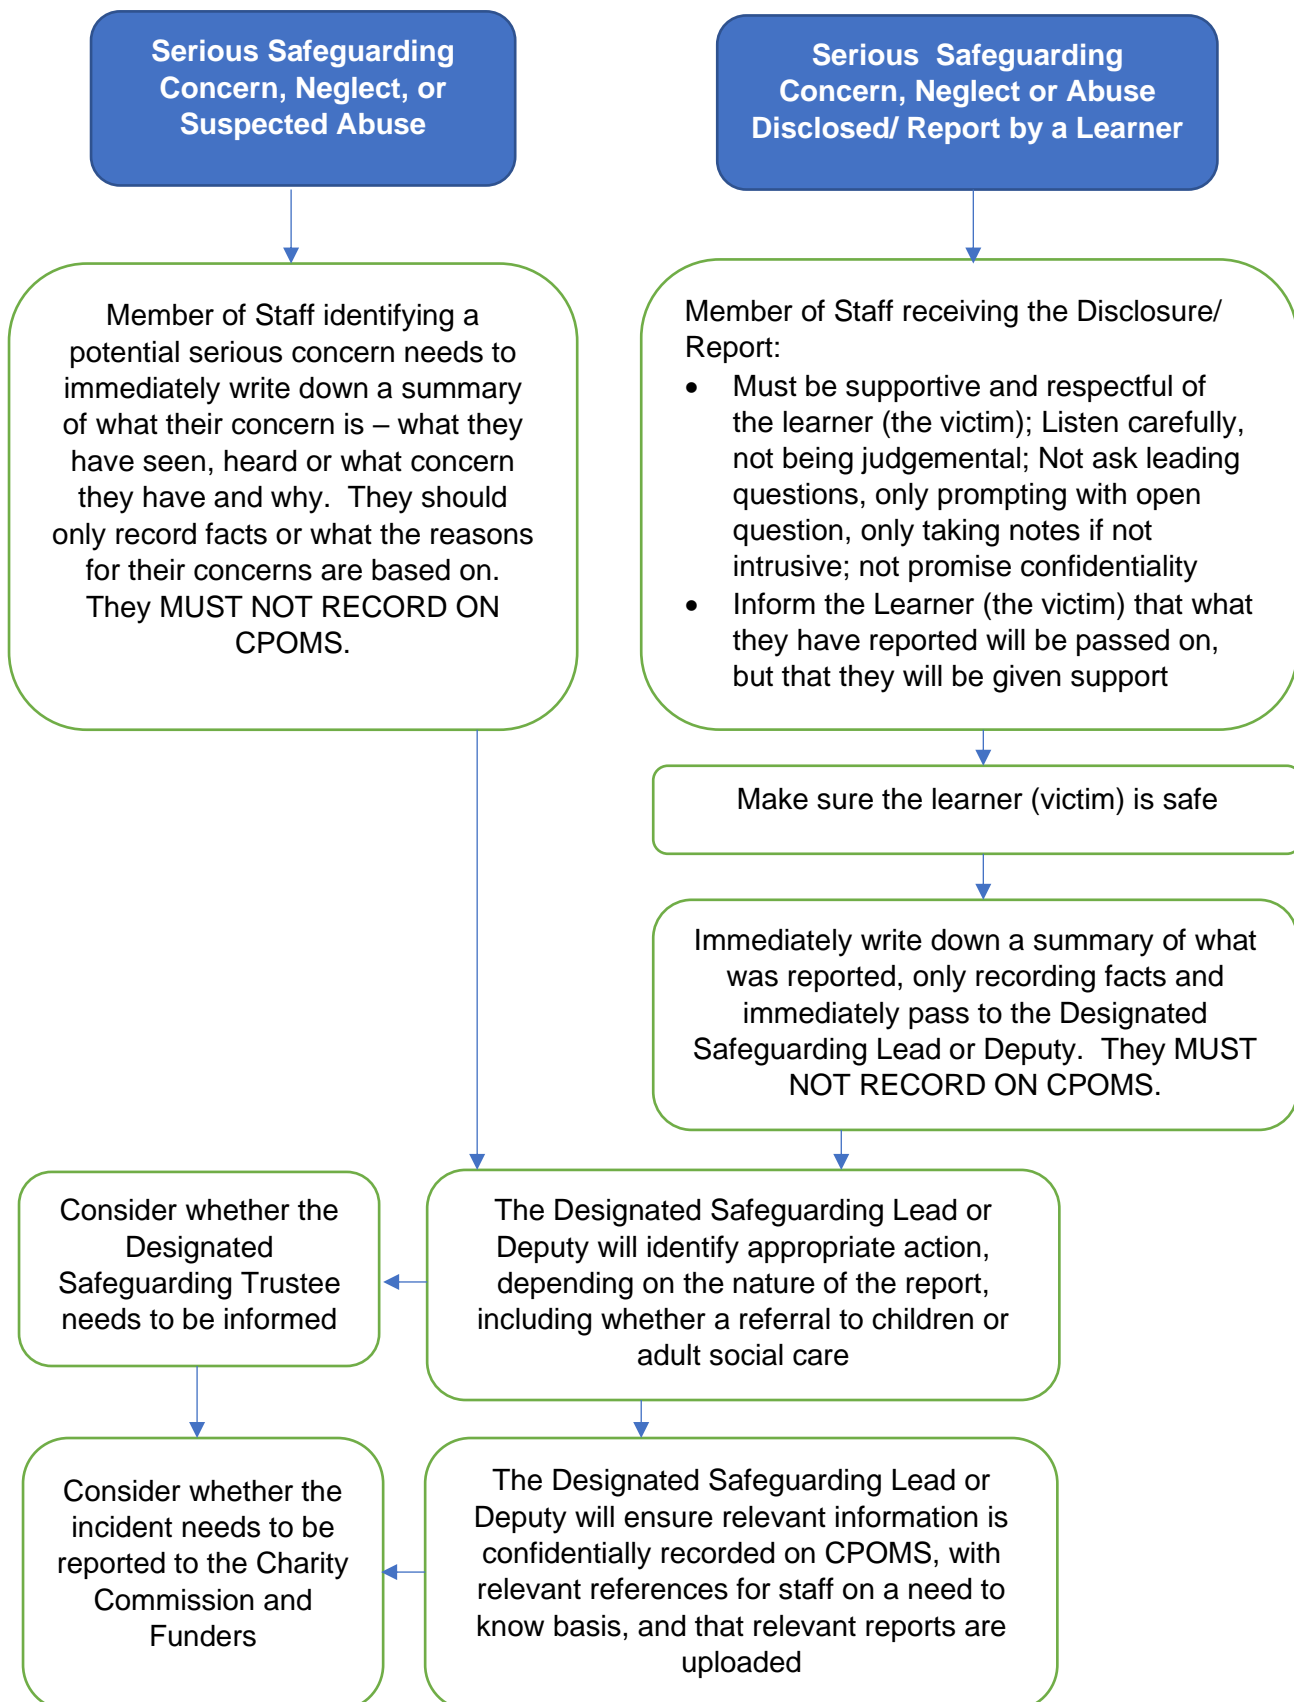 Serious Safeguarding
Concern, Neglect, or
Suspected Abuse
Serious  Safeguarding
Concern, Neglect or Abuse
Disclosed/ Report by a Learner
Member of Staff identifying a
potential serious concern needs to
immediately write down a summary
of what their concern is – what they
have seen, heard or what concern
they have and why.  They should
only record facts or what the reasons
for their concerns are based on.
They MUST NOT RECORD ON
CPOMS.
Member of Staff receiving the Disclosure/
Report:
• Must be supportive and respectful of
the learner (the victim); Listen carefully,
not being judgemental; Not ask leading
questions, only prompting with open
question, only taking notes if not
intrusive; not promise confidentiality
• Inform the Learner (the victim) that what
they have reported will be passed on,
but that they will be given support
Make sure the learner (victim) is safe
Immediately write down a summary of what
was reported, only recording facts and
immediately pass to the Designated
Safeguarding Lead or Deputy.  They MUST
NOT RECORD ON CPOMS.
Consider whether the
Designated
Safeguarding Trustee
needs to be informed
The Designated Safeguarding Lead or
Deputy will identify appropriate action,
depending on the nature of the report,
including whether a referral to children or
adult social care
Consider whether the
incident needs to be
reported to the Charity
Commission and
Funders
The Designated Safeguarding Lead or
Deputy will ensure relevant information is
confidentially recorded on CPOMS, with
relevant references for staff on a need to
know basis, and that relevant reports are
uploaded